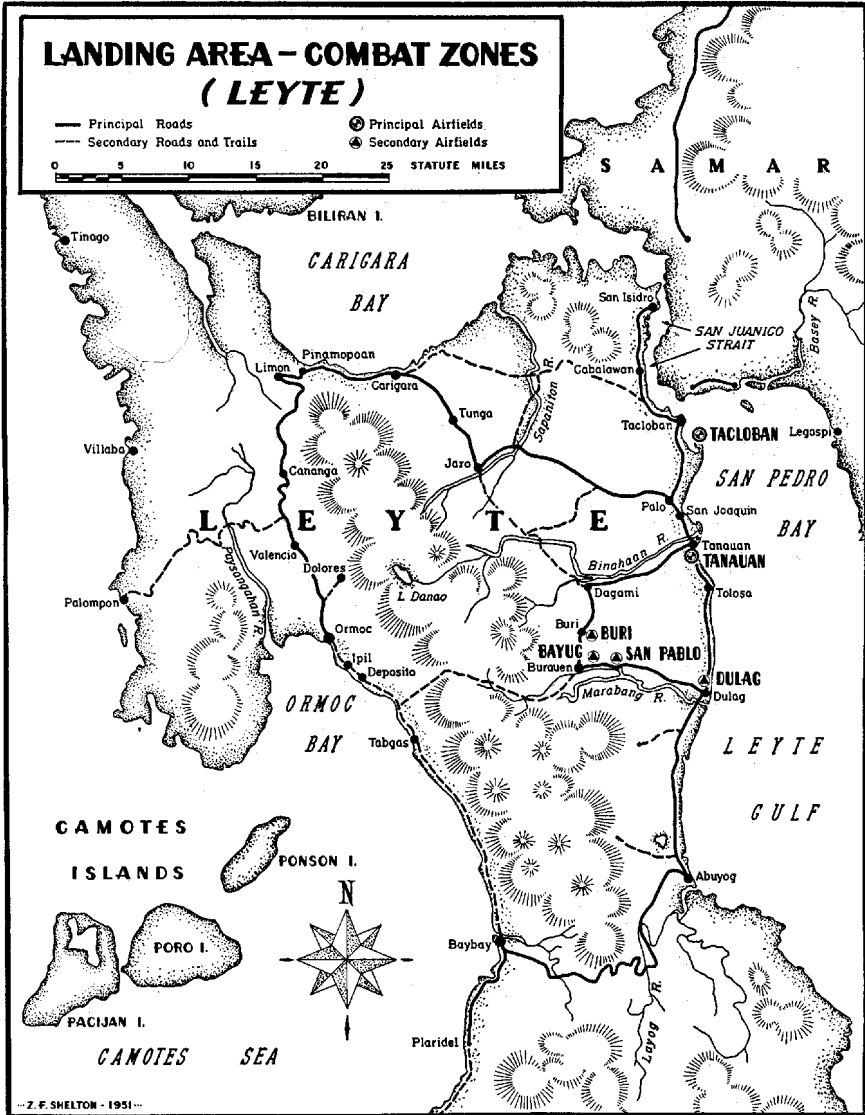 LANDING AREA – COMBAT ZONES
( LEYTE )
Principal Roads
Secondary Roads and Trails
Principal Airfields
Secondary Airfields
0 5 10 15 20 25 STATUTE MILES
SAMAR
BILIRAN I.
Tinago
CARIGARA
BAY
San Isidro
SAN JUANICO
STRAIT
Basey R.
Pinamopoan
Limon
Carigara
Cabalawan
Sapaniton R.
Tunga
Tacloban
TACLOBAN
Legaspi
Villaba
Jaro
Cananga
SAN PEDRO
BAY
Palo
San Joaquin
LEYTE
Valencia
Paysangahan R.
Dolores
L. Danao
Binahaan R.
Tanauan
TANAUAN
Palompon
Dagami
Tolosa
Ormoc
Buri
BURI
BAYUG
SAN PABLO
Ipil
Deposito
Burauen
Marabang R.
DULAG
Dulag
ORMOC
BAY
Tabgas
LEYTE
GULF
CAMOTES
ISLANDS
PONSON I.
Abuyog
N
PORO I.
Baybay
PACIJAN I.
Layog R.
Plaridel
CAMOTES SEA
--- Z. F. SHELTON - 1951 ---